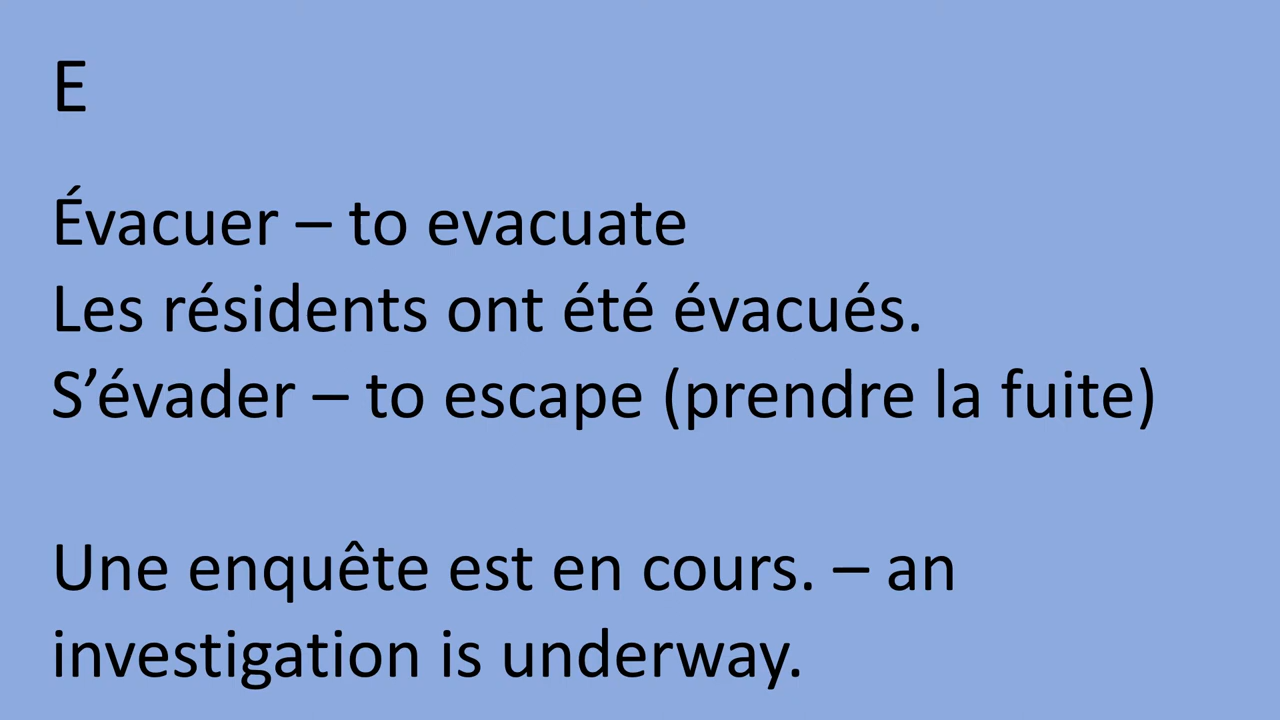 E
Évacuer – to evacuate
Les résidents ont été évacués.
S’évader – to escape (prendre la fuite)
Une enquête est en cours. – an
investigation is underway.